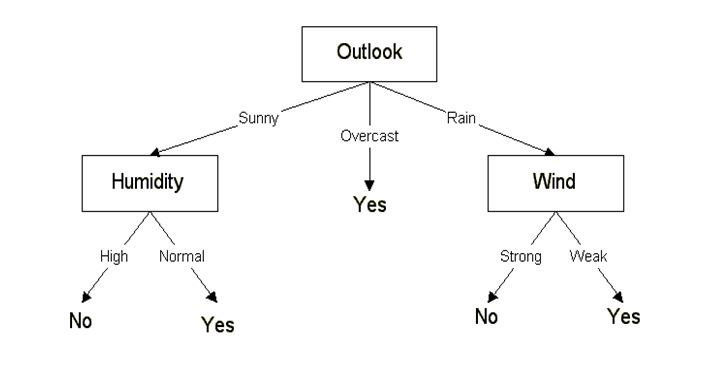 Outlook
Sunny
Overcast
Rain
Humidity
Yes
Wind
High
Normal
Strong
Weak
No
Yes
No
Yes